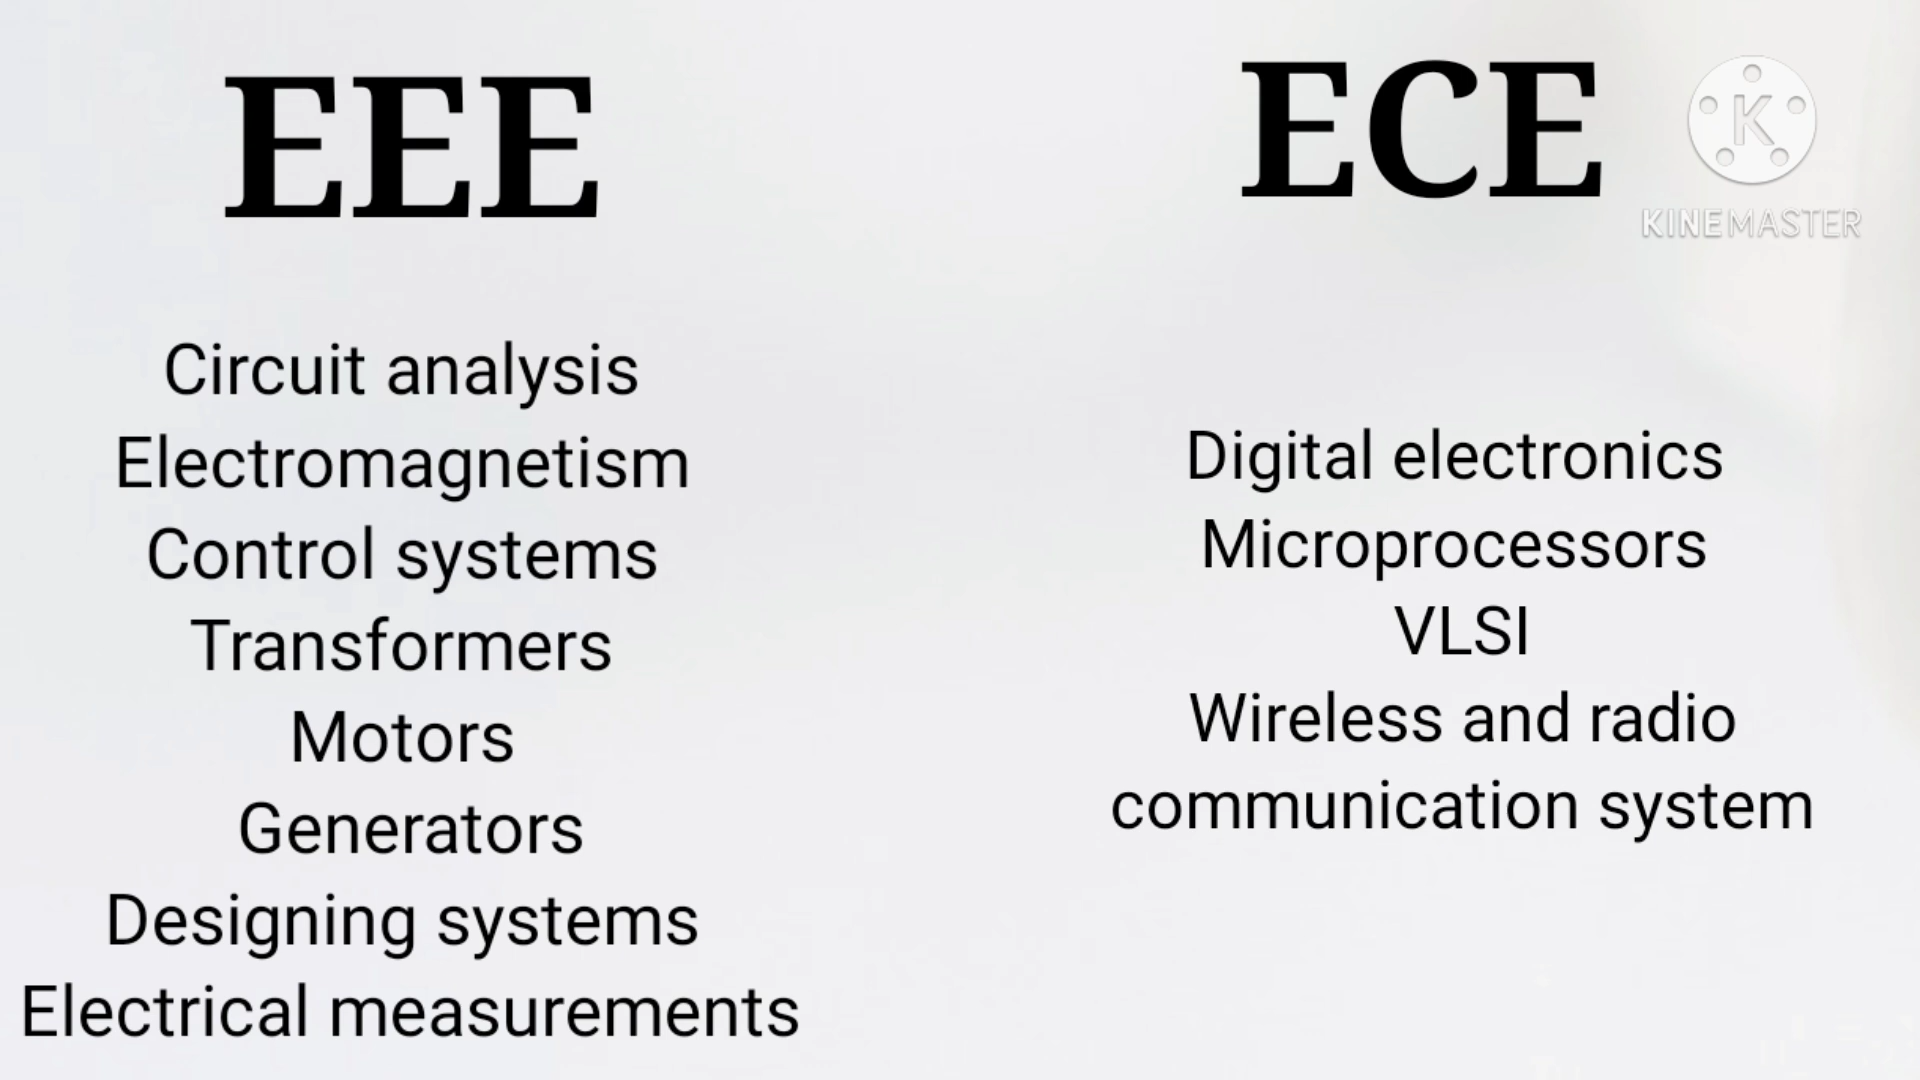 EEE
Circuit analysis
Electromagnetism
Control systems
Transformers
Motors
Generators
Designing systems
Electrical measurements
ECE
Digital electronics
Microprocessors
VLSI
Wireless and radio
communication system
K
KINEMASTER